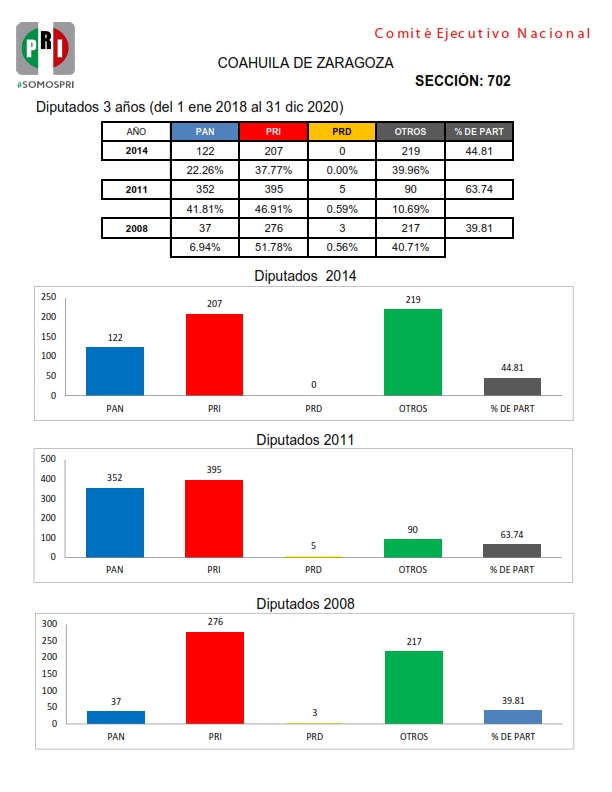 PRI
#SOMOSPRI
Comité Ejecutivo Nacional
COAHUILA DE ZARAGOZA
SECCIÓN: 702
Diputados 3 años (del 1 ene 2018 al 31 dic 2020)
AÑO PAN PRI PRD OTROS % DE PART
2014 122 207 0 219 44.81
22.26% 37.77% 0.00% 39.96%
2011 352 395 5 90 63.74
41.81% 46.91% 0.59% 10.69%
2008 37 276 3 217 39.81
6.94% 51.78% 0.56% 40.71%
Diputados 2014
250
200
150
100
50
0
122 207 0 219 44.81
PAN PRI PRD OTROS % DE PART
Diputados 2011
500
400
300
200
100
0
352 395 5 90 63.74
PAN PRI PRD OTROS % DE PART
Diputados 2008
300
250
200
150
100
50
0
37 276 3 217 39.81
PAN PRI PRD OTROS % DE PART